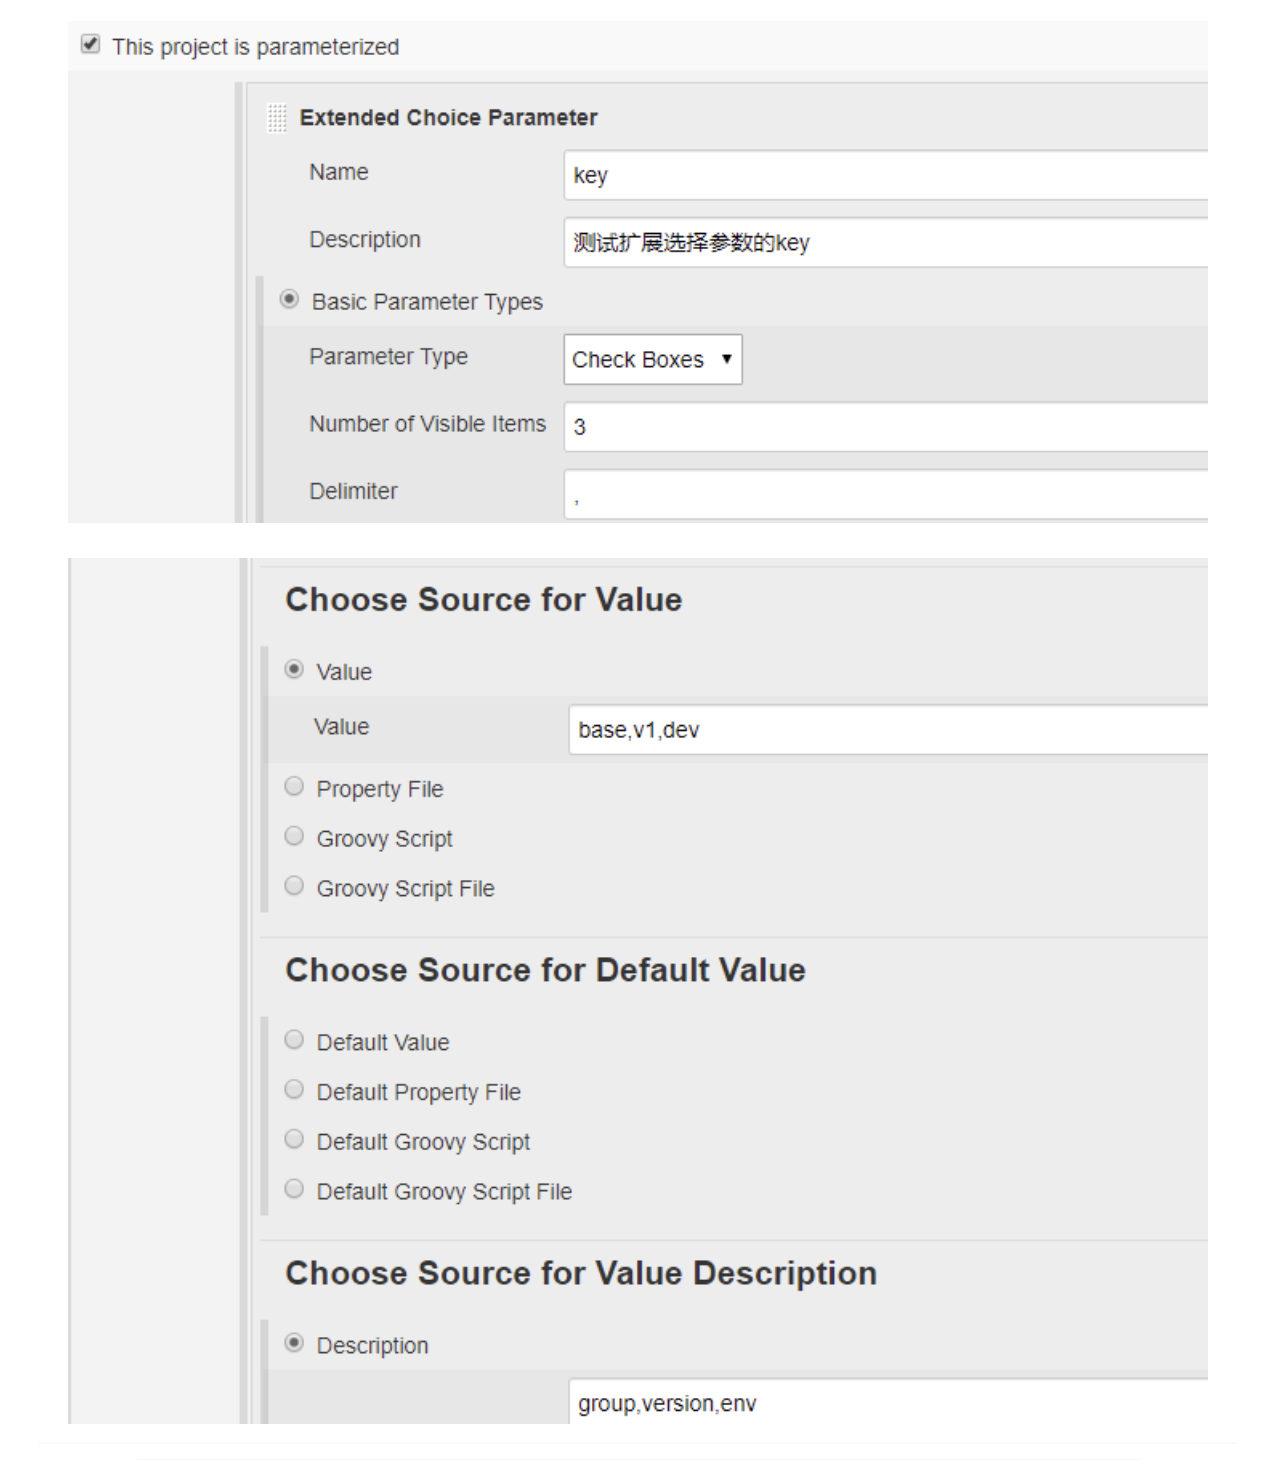 This project is parameterized
Extended Choice Parameter
Name
key
Description
测试扩展选择参数的key
Basic Parameter Types
Parameter Type
Check Boxes
Number of Visible Items
3
Delimiter
,
Choose Source for Value
Value
Value
base,v1,dev
Property File
Groovy Script
Groovy Script File
Choose Source for Default Value
Default Value
Default Property File
Default Groovy Script
Default Groovy Script File
Choose Source for Value Description
Description
group,version,env